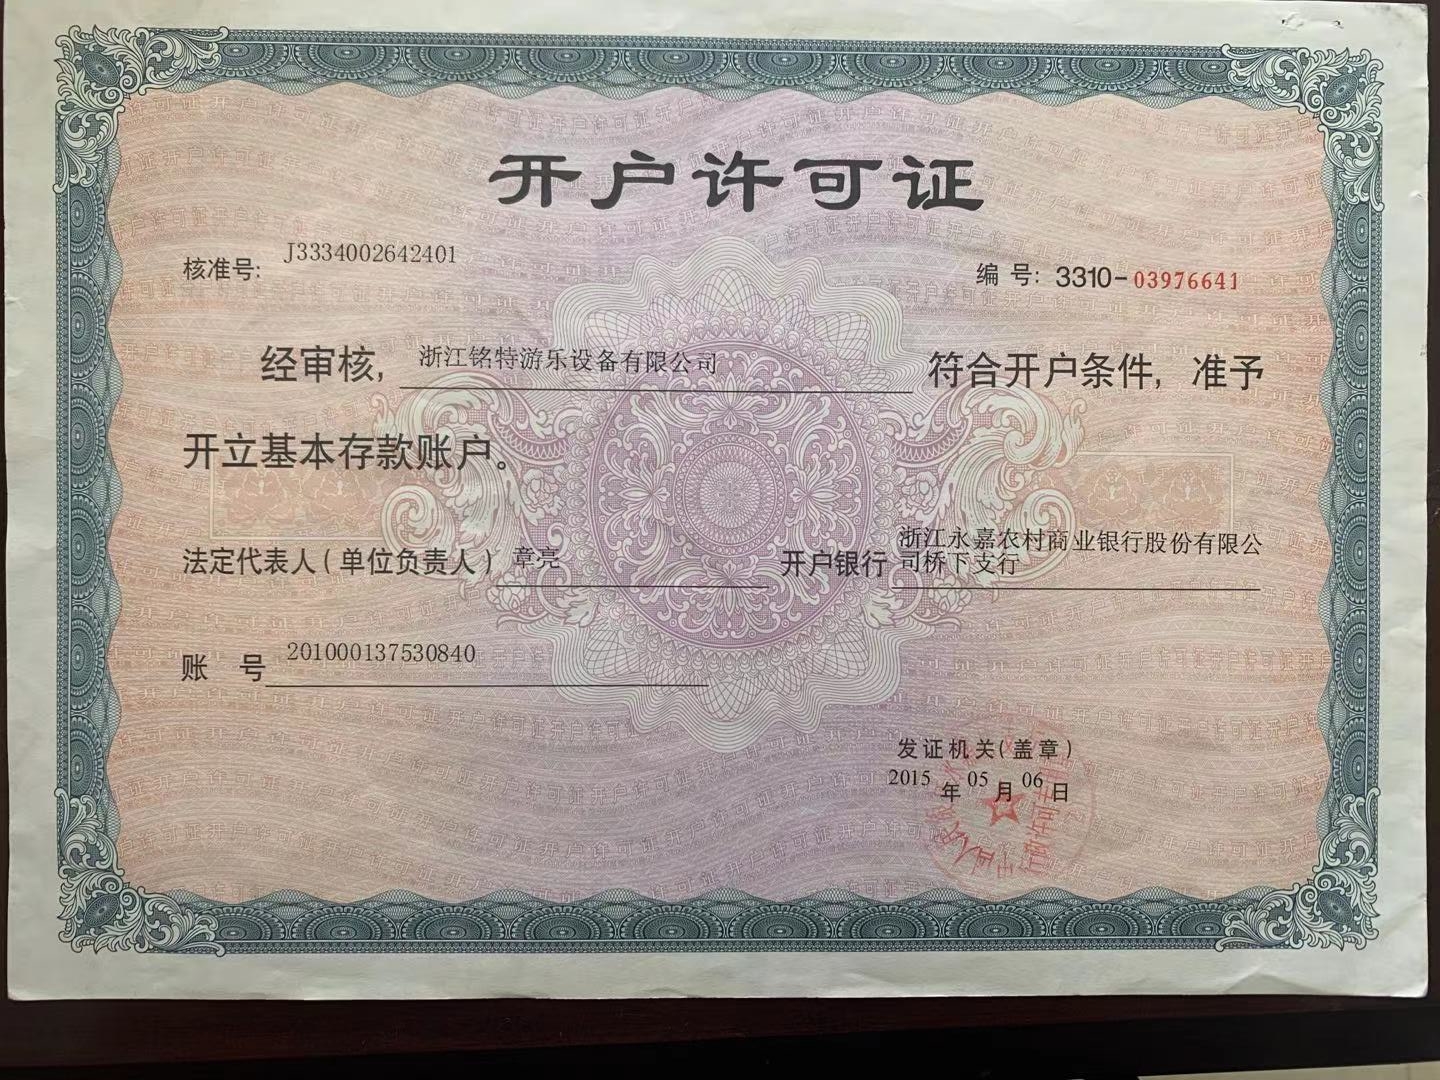 开户许可证
核准号: J3334002642401
编 号: 3310-03976641
经审核, 浙江铭特游乐设备有限公司 符合开户条件, 准予
开立基本存款账户。
法定代表人(单位负责人) 章亮
开户银行 浙江永嘉农村商业银行股份有限公
司桥下支行
账 号 201000137530840
发证机关(盖章)
2015 年 05 月 06 日